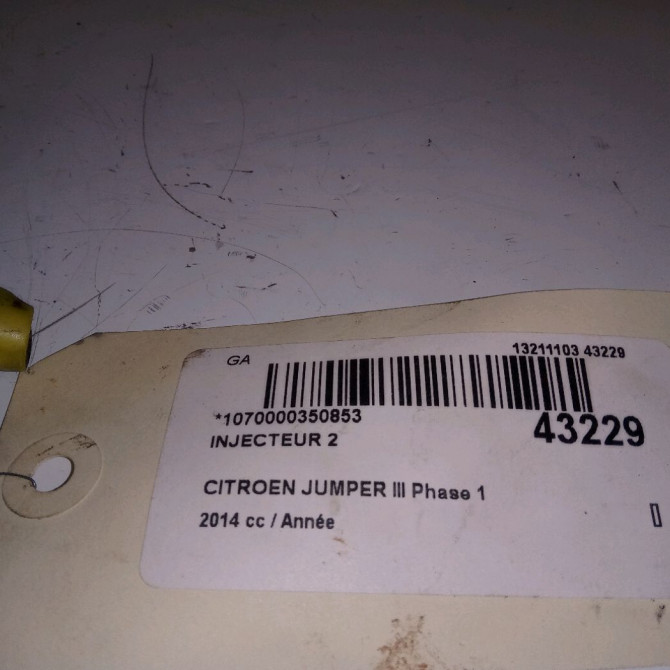 GA
13211103 43229
*1070000350853
43229
INJECTEUR 2
CITROEN JUMPER III Phase 1
2014 cc / Année